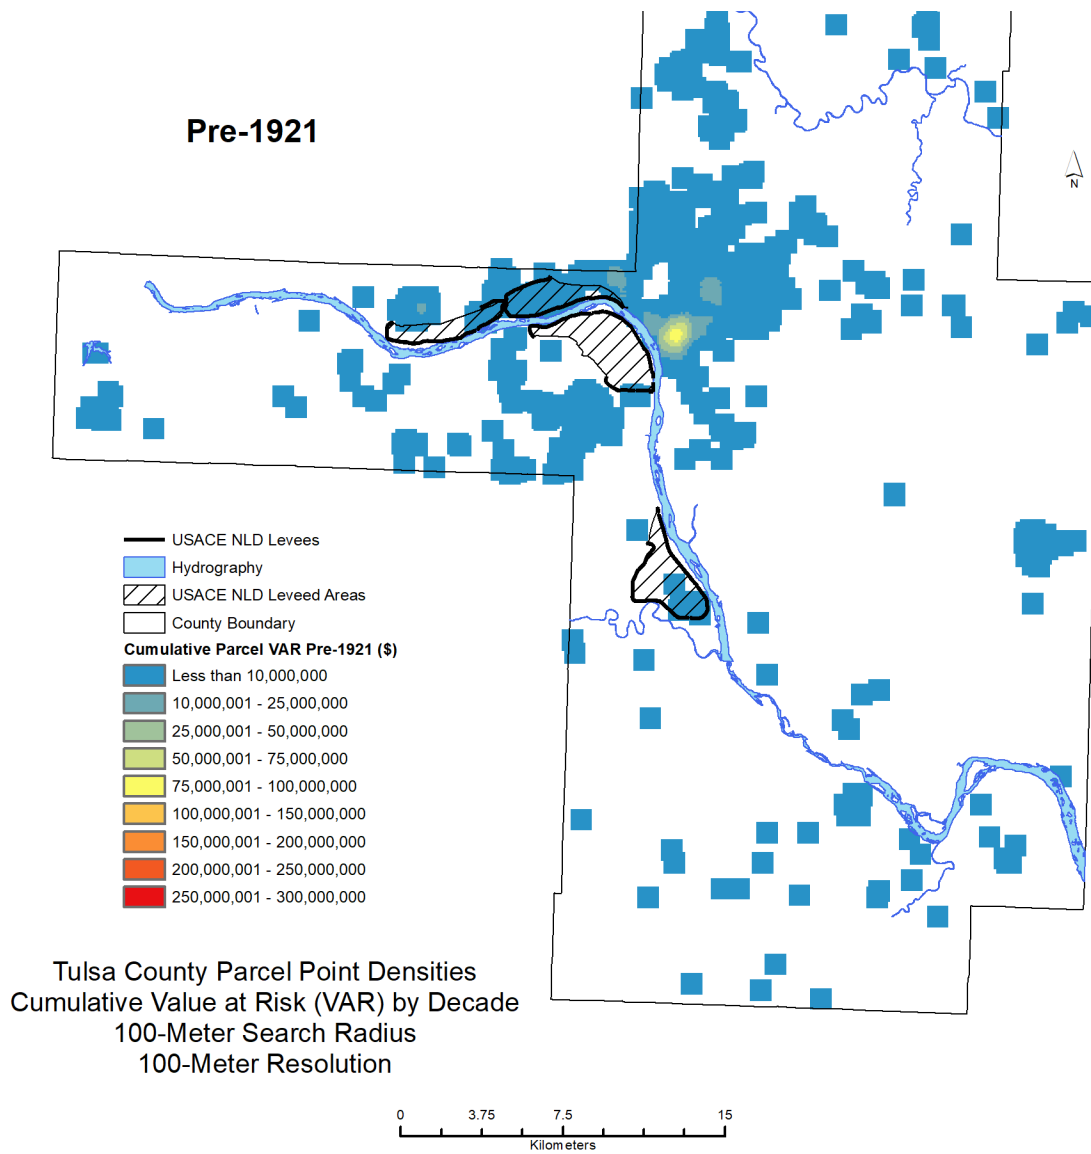 Pre-1921
N
USACE NLD Levees
Hydrography
USACE NLD Leveed Areas
County Boundary
Cumulative Parcel VAR Pre-1921 ($)
Less than 10,000,000
10,000,001 - 25,000,000
25,000,001 - 50,000,000
50,000,001 - 75,000,000
75,000,001 - 100,000,000
100,000,001 - 150,000,000
150,000,001 - 200,000,000
200,000,001 - 250,000,000
250,000,001 - 300,000,000
Tulsa County Parcel Point Densities
Cumulative Value at Risk (VAR) by Decade
100-Meter Search Radius
100-Meter Resolution
0 3.75 7.5 15
Kilometers